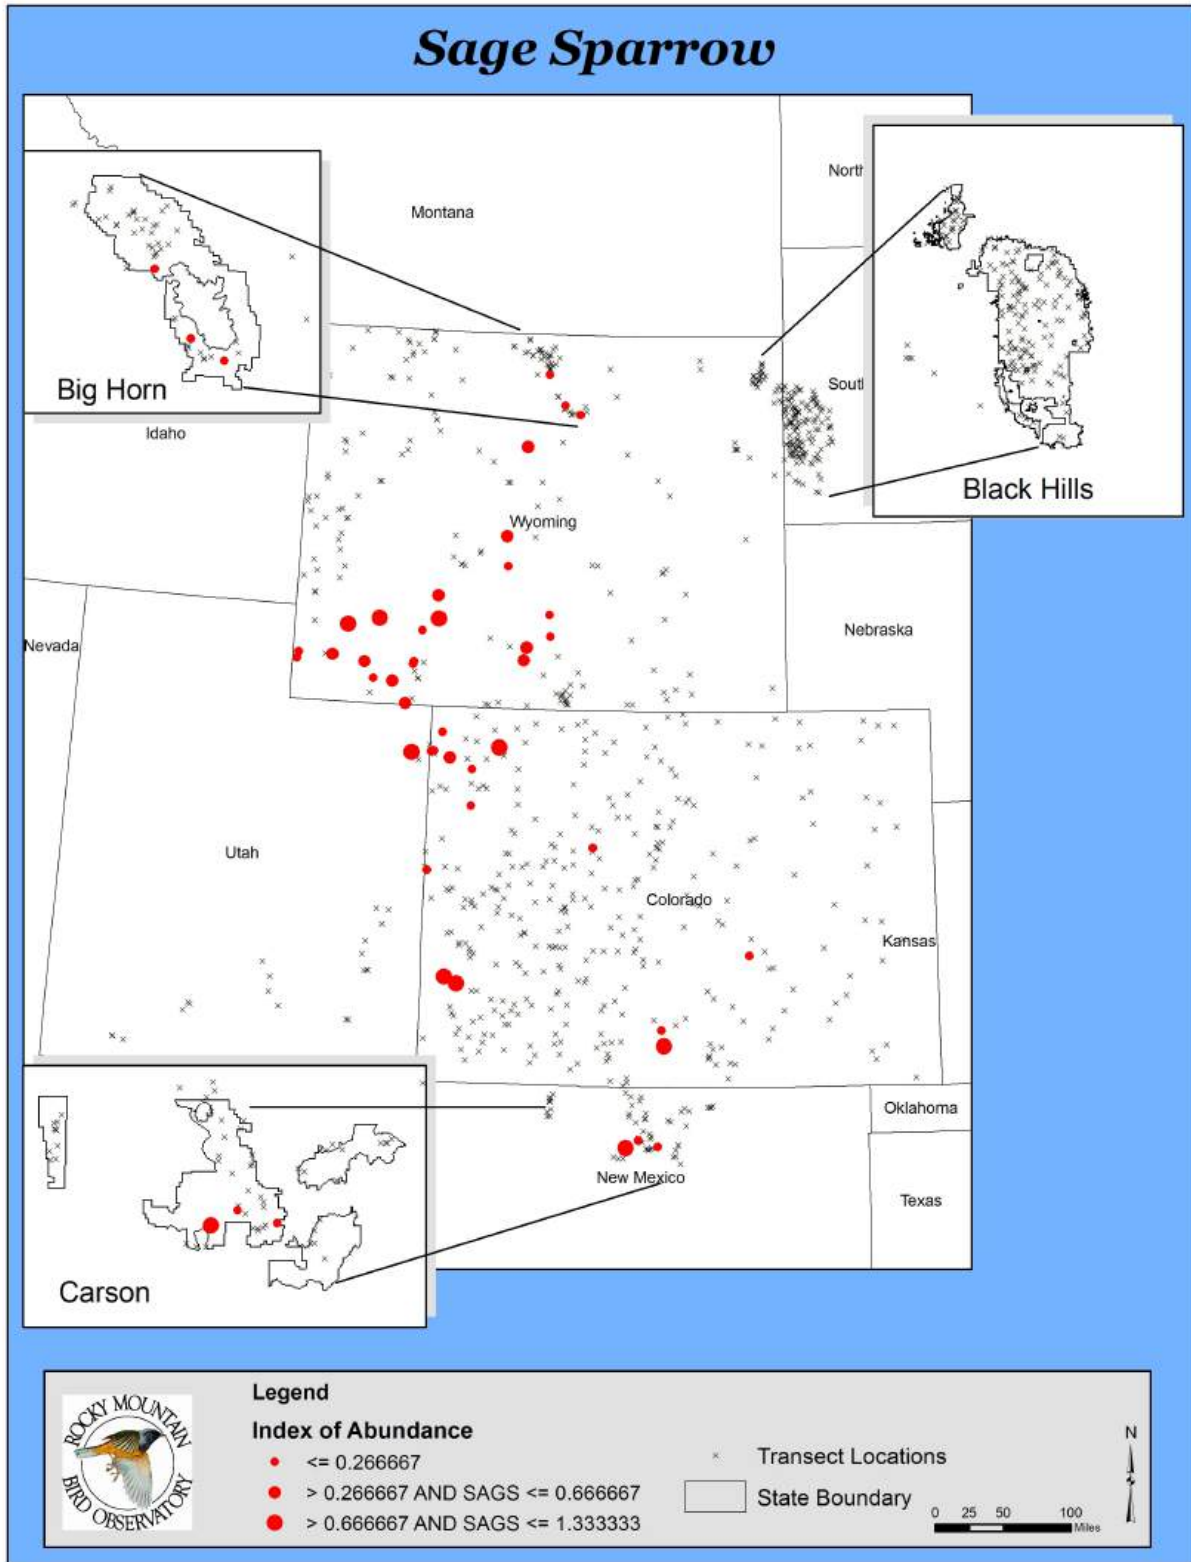 Sage Sparrow
Montana
North
Big Horn
Idaho
South
Black Hills
Wyoming
Nevada
Nebraska
Utah
Colorado
Kansas
Carson
Oklahoma
New Mexico
Texas
ROCKY MOUNTAIN
BIRD OBSERVATORY
Legend
Index of Abundance
<= 0.266667
> 0.266667 AND SAGS <= 0.666667
> 0.666667 AND SAGS <= 1.333333
Transect Locations
State Boundary
N
0 25 50 100
Miles